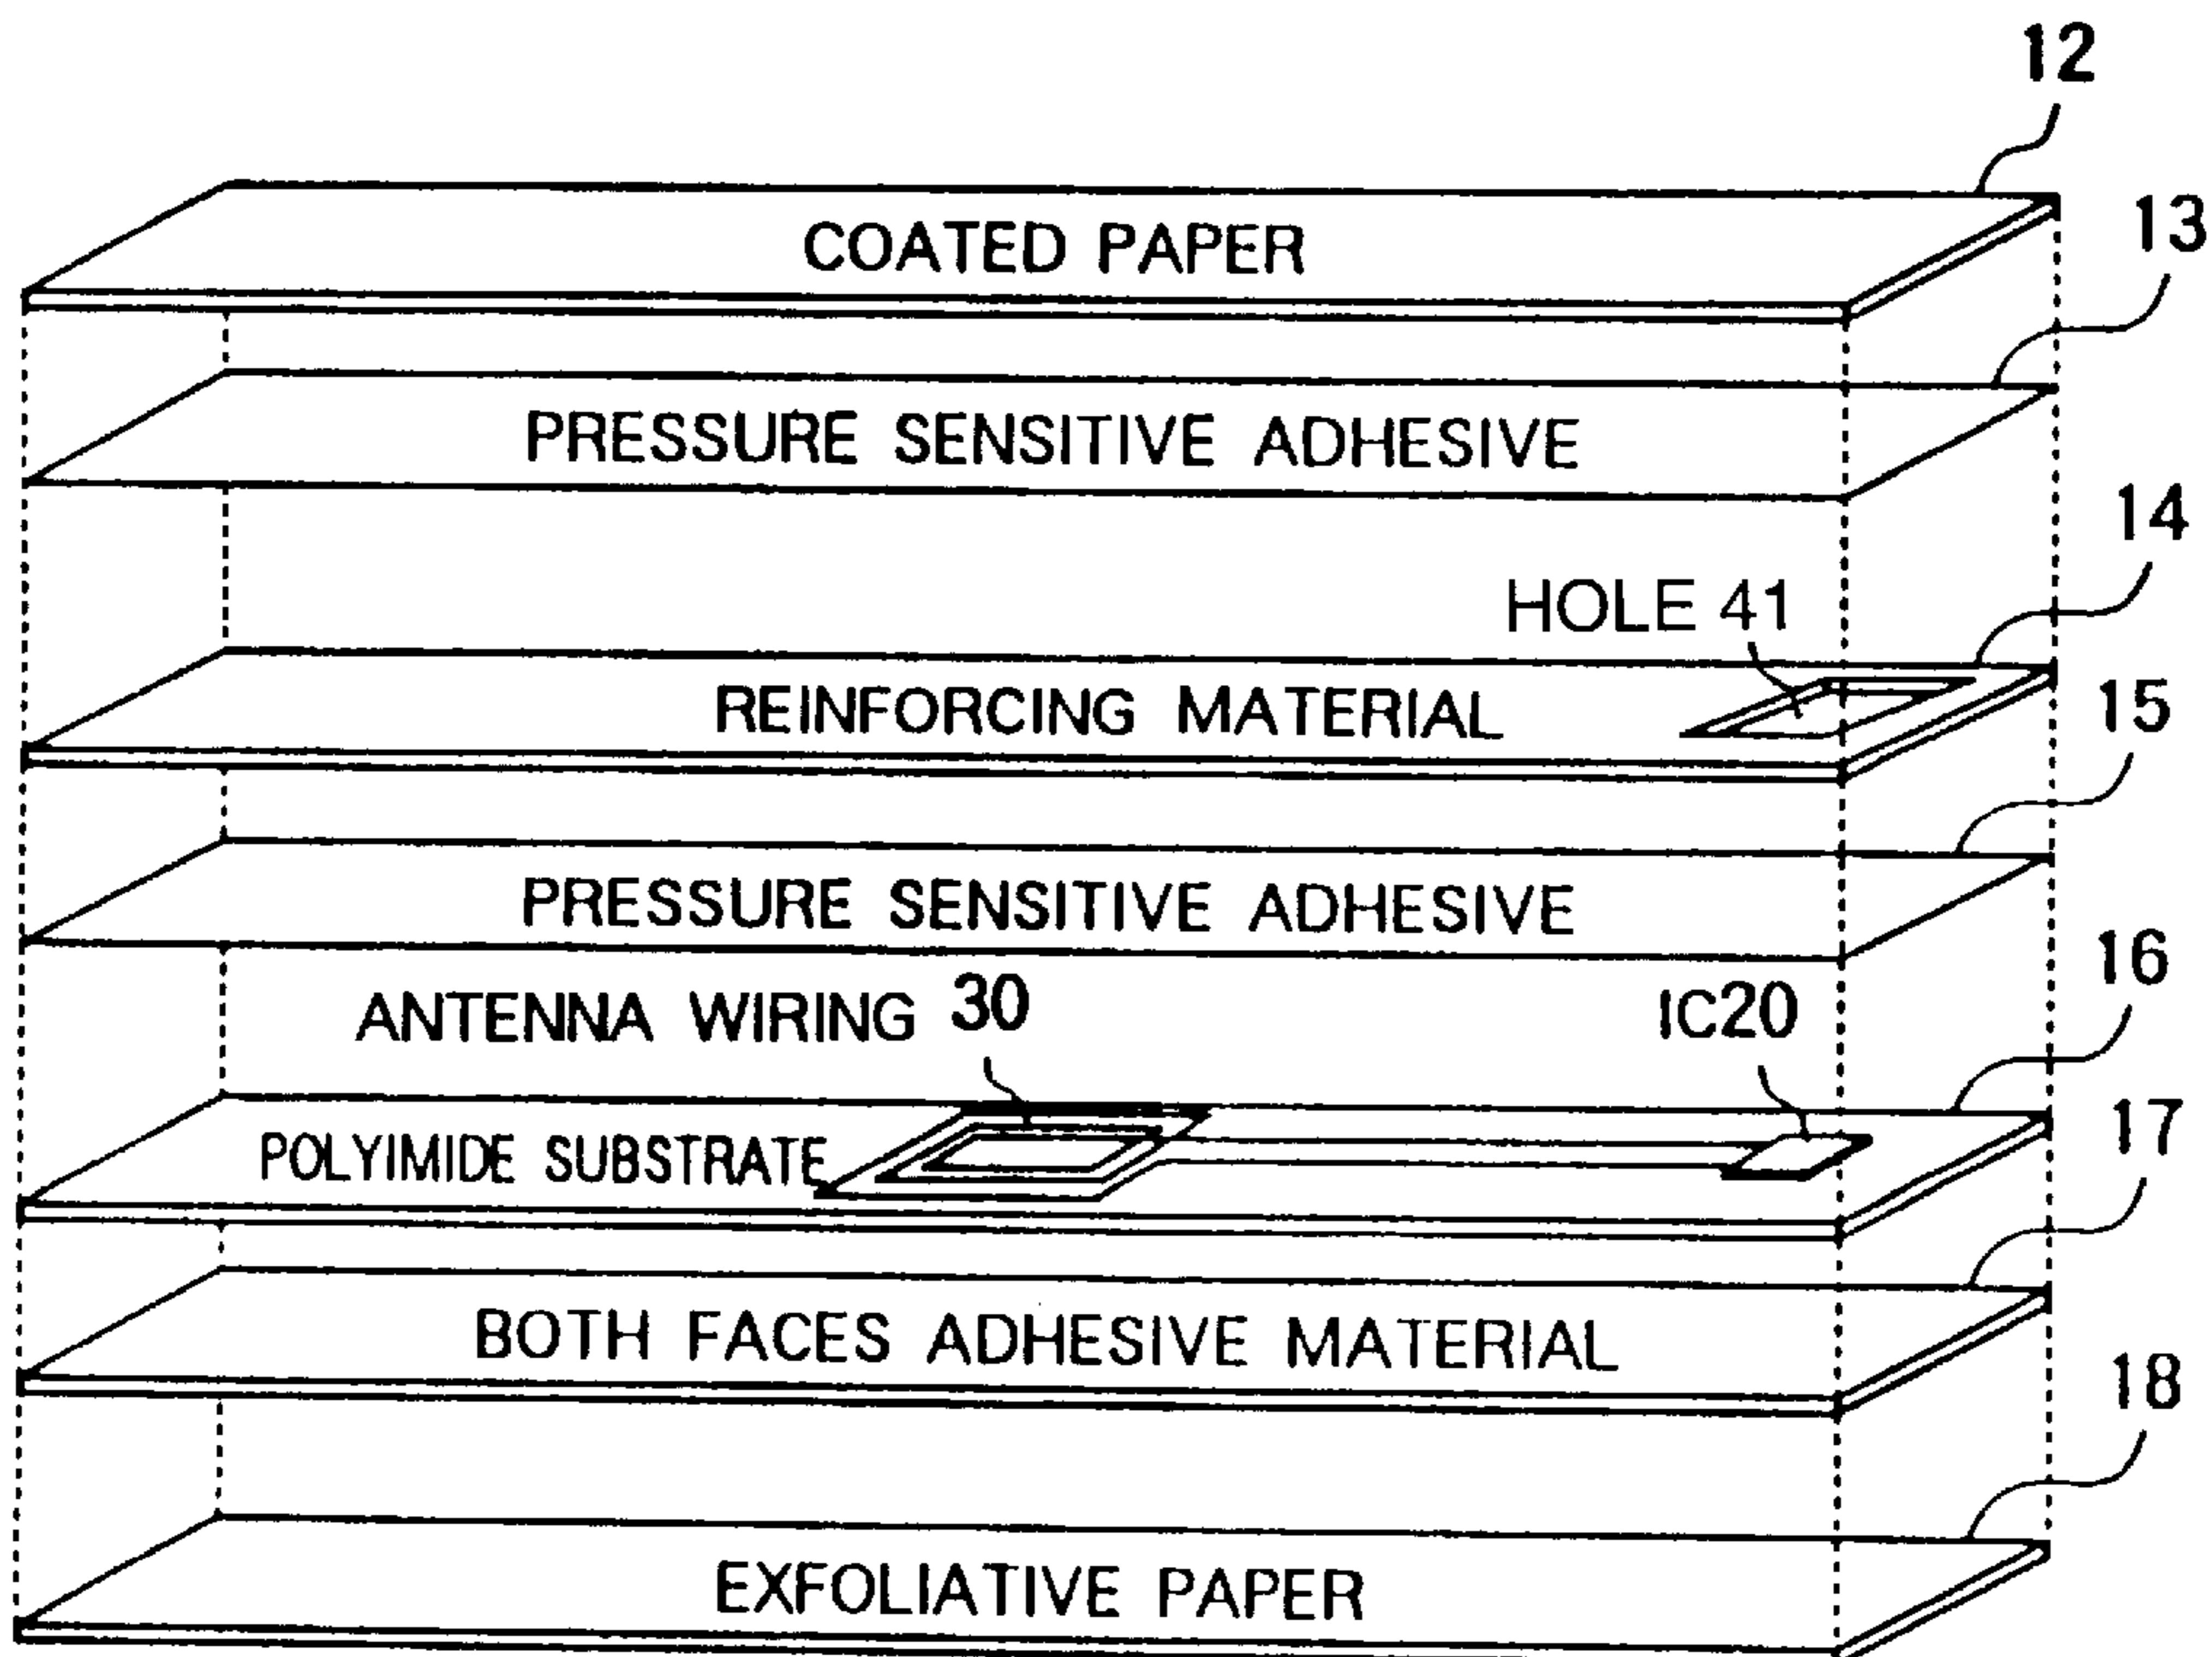 12
COATED PAPER
13
PRESSURE SENSITIVE ADHESIVE
14
HOLE 41
REINFORCING MATERIAL
15
PRESSURE SENSITIVE ADHESIVE
16
ANTENNA WIRING 30
IC20
POLYIMIDE SUBSTRATE
17
BOTH FACES ADHESIVE MATERIAL
18
EXFOLIATIVE PAPER